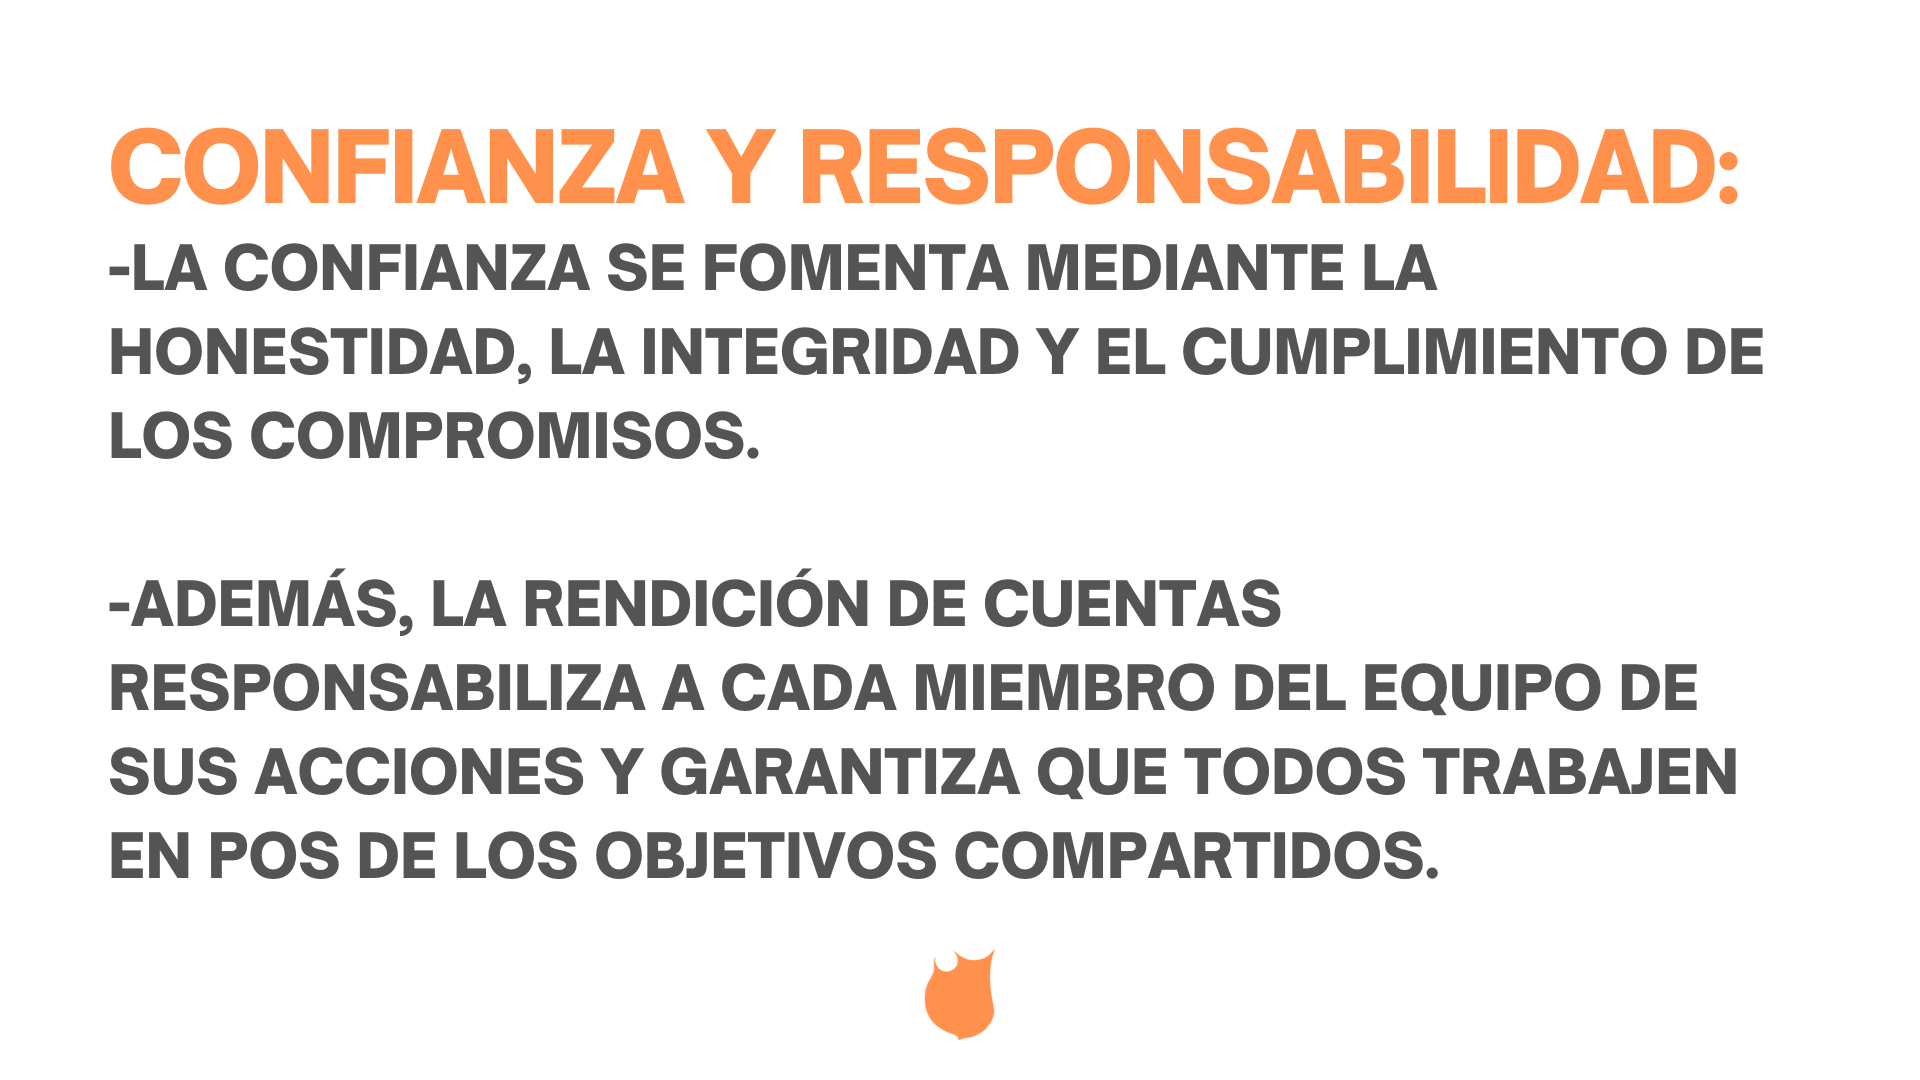 CONFIANZA Y RESPONSABILIDAD:
-LA CONFIANZA SE FOMENTA MEDIANTE LA
HONESTIDAD, LA INTEGRIDAD Y EL CUMPLIMIENTO DE
LOS COMPROMISOS.
-ADEMÁS, LA RENDICIÓN DE CUENTAS
RESPONSABILIZA A CADA MIEMBRO DEL EQUIPO DE
SUS ACCIONES Y GARANTIZA QUE TODOS TRABAJEN
EN POS DE LOS OBJETIVOS COMPARTIDOS.